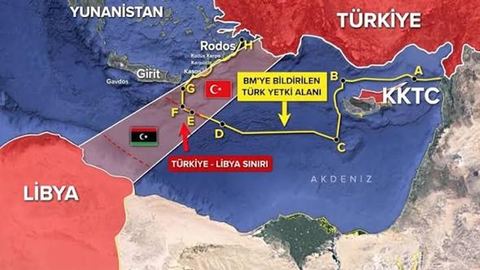 YUNANİSTAN
TÜRKİYE
Rodos
H
Girit
Gavdos
Kasos
G
BM'YE BİLDİRİLEN
TÜRK YETKİ ALANI
B
A
KKTC
F
E
D
C
TÜRKİYE - LİBYA SINIRI
LİBYA
AKDENİZ